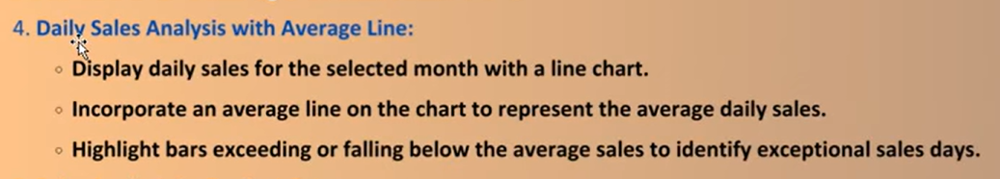 4. Daily Sales Analysis with Average Line:
◦ Display daily sales for the selected month with a line chart.
◦ Incorporate an average line on the chart to represent the average daily sales.
◦ Highlight bars exceeding or falling below the average sales to identify exceptional sales days.